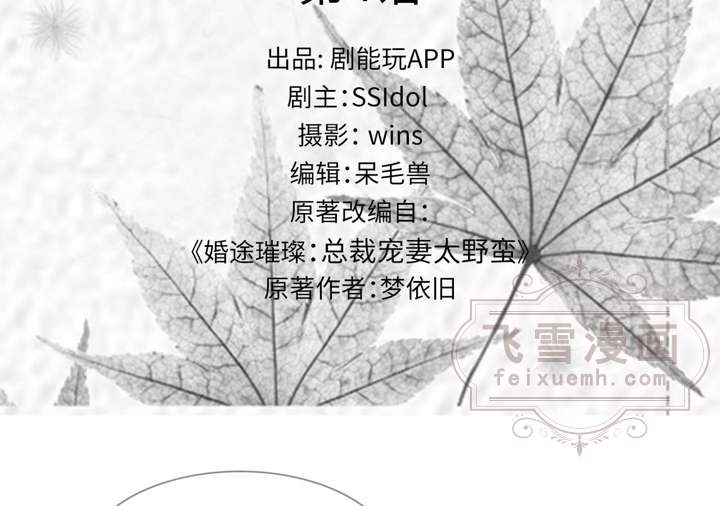 出品: 剧能玩APP
剧主：SSIdol
摄影： wins
编辑：呆毛兽
原著改编自：
《婚途璀璨：总裁宠妻太野蛮》
原著作者：梦依旧
飞雪漫画
feixuemh.com